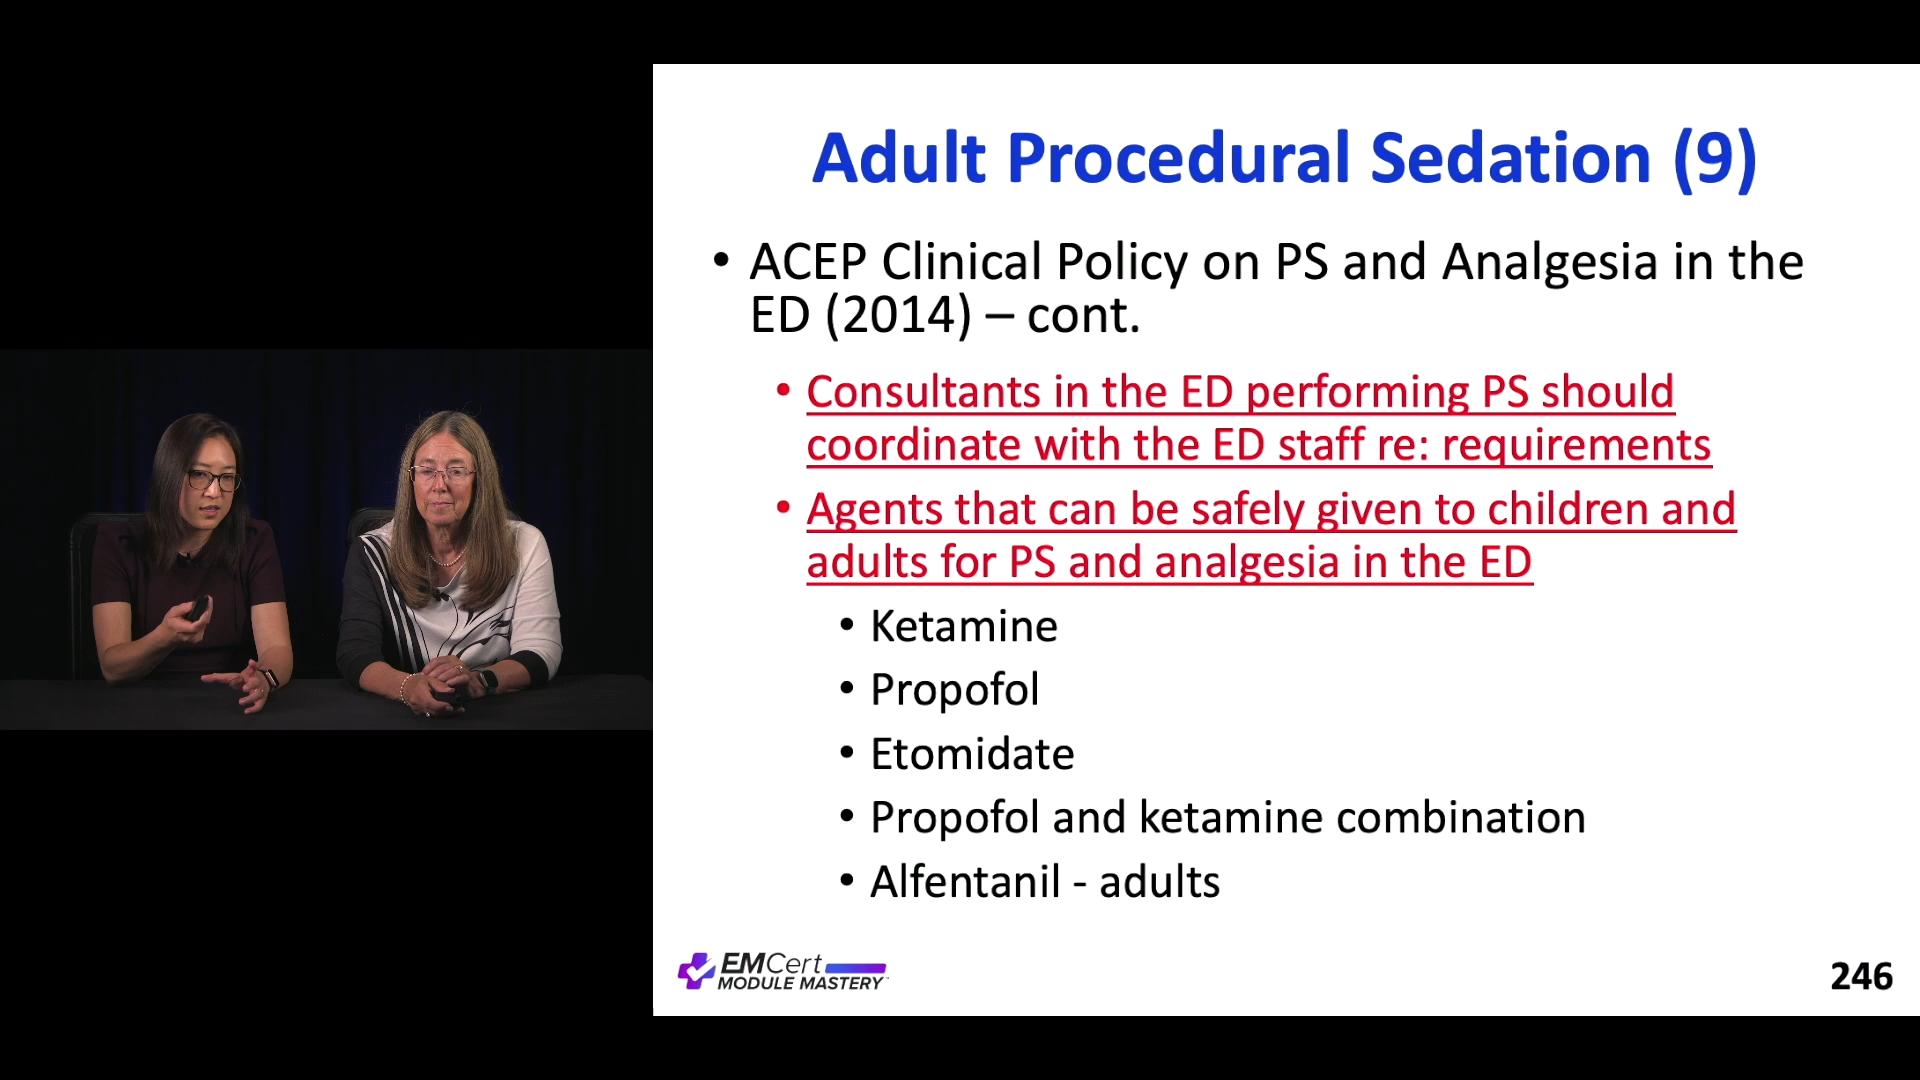 Adult Procedural Sedation (9)
• ACEP Clinical Policy on PS and Analgesia in the
ED (2014) – cont.
• Consultants in the ED performing PS should
coordinate with the ED staff re: requirements
• Agents that can be safely given to children and
adults for PS and analgesia in the ED
• Ketamine
• Propofol
• Etomidate
• Propofol and ketamine combination
• Alfentanil - adults
EMCert
MODULE MASTERY
246